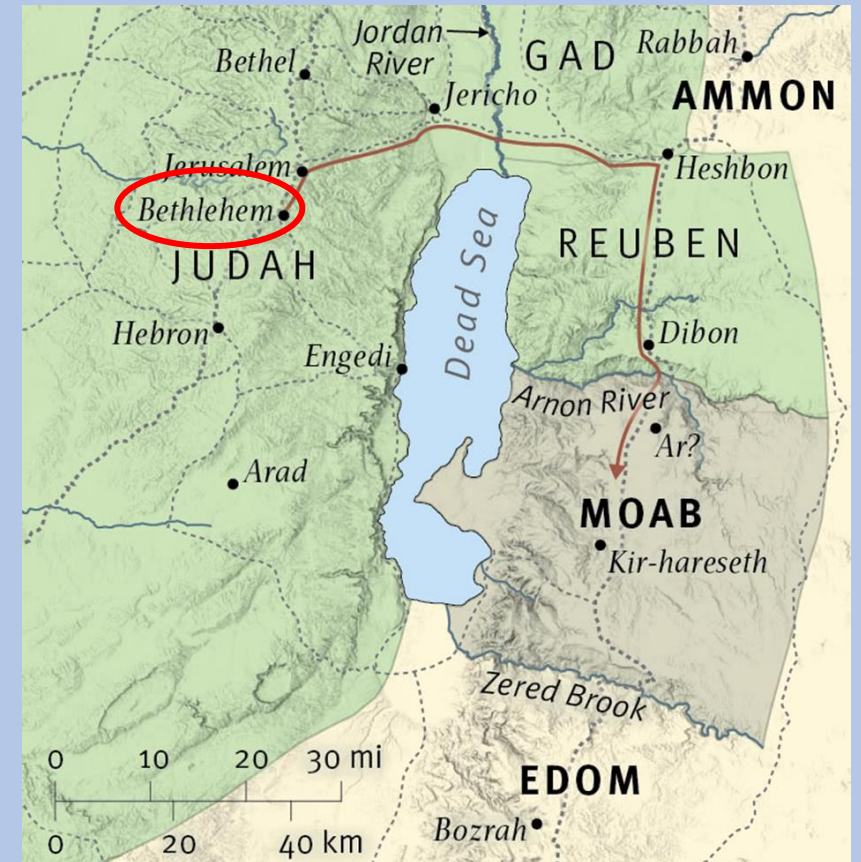 Jordan
River
GAD
Rabbah
Bethel
AMMON
Jericho
Jerusalem
Heshbon
Bethlehem
JUDAH
REUBEN
Dead Sea
Hebron
Dibon
Engedi
Arnon River
Ar?
Arad
MOAB
Kir-hareseth
Zered Brook
0 10 20 30 mi
0 20 40 km
EDOM
Bozrah